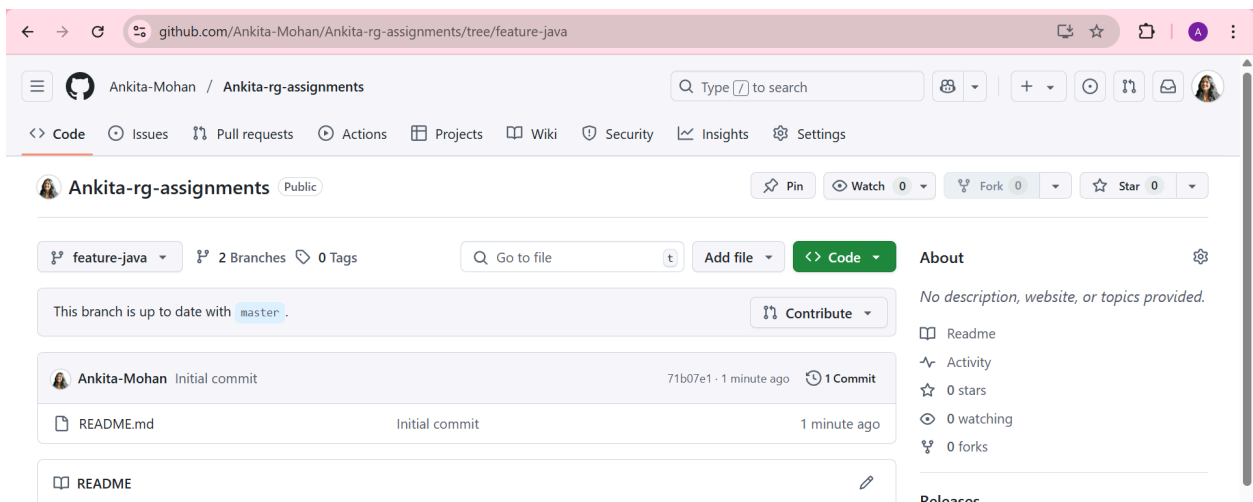 github.com/Ankita-Mohan/Ankita-rg-assignments/tree/feature-java
A
Ankita-Mohan / Ankita-rg-assignments
Type / to search
Code Issues Pull requests Actions Projects Wiki Security Insights Settings
Ankita-rg-assignments Public
Pin Watch 0 Fork 0 Star 0
feature-java 2 Branches 0 Tags Go to file t Add file Code
About
This branch is up to date with master .
Contribute
No description, website, or topics provided.
Readme
Ankita-Mohan Initial commit 71b07e1 · 1 minute ago 1 Commit
Activity
0 stars
README.md Initial commit 1 minute ago
0 watching
0 forks
README
Releases